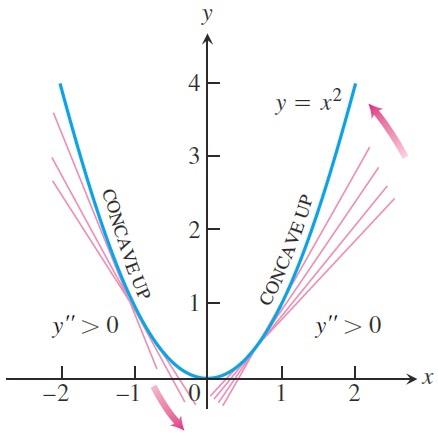 y
4
y = x²
3
CONCAVE UP
CONCAVE UP
2
1
y'' > 0
y'' > 0
x
−2
−1
0
1
2